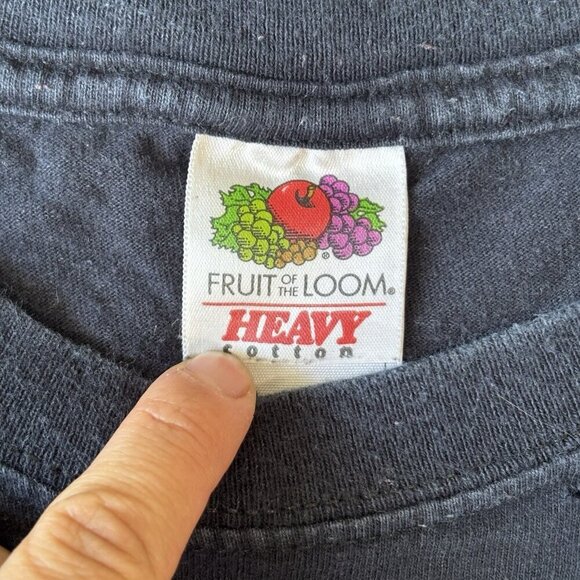 ®
FRUIT OF THE LOOM®
HEAVY
cotton